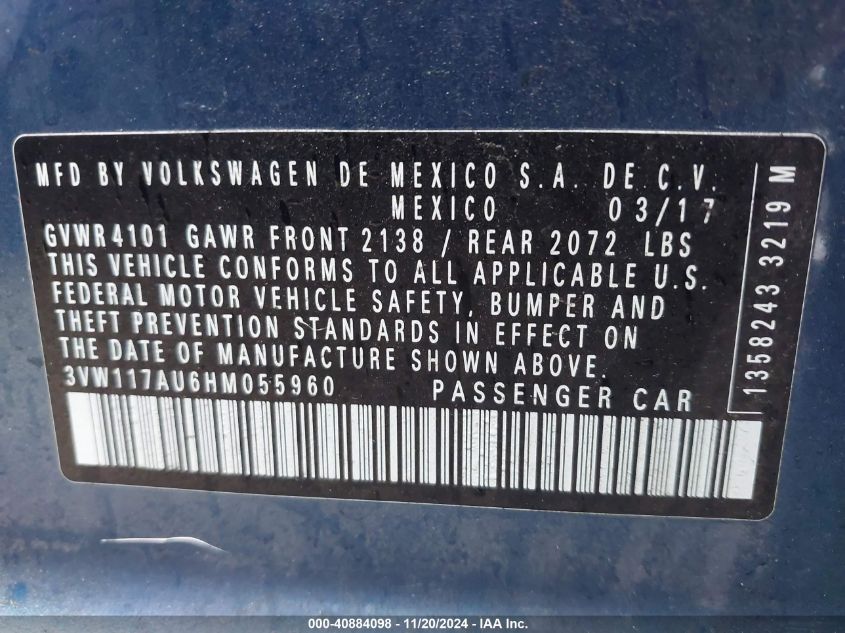 MFD BY VOLKSWAGEN DE MEXICO S.A. DE C.V.
MEXICO 03/17
GVWR4101 GAWR FRONT 2138 / REAR 2072 LBS
THIS VEHICLE CONFORMS TO ALL APPLICABLE U.S.
FEDERAL MOTOR VEHICLE SAFETY, BUMPER AND
THEFT PREVENTION STANDARDS IN EFFECT ON
THE DATE OF MANUFACTURE SHOWN ABOVE.
3VW117AU6HM055960 PASSENGER CAR
1358243 3219 M
000-40884098 - 11/20/2024 - IAA Inc.